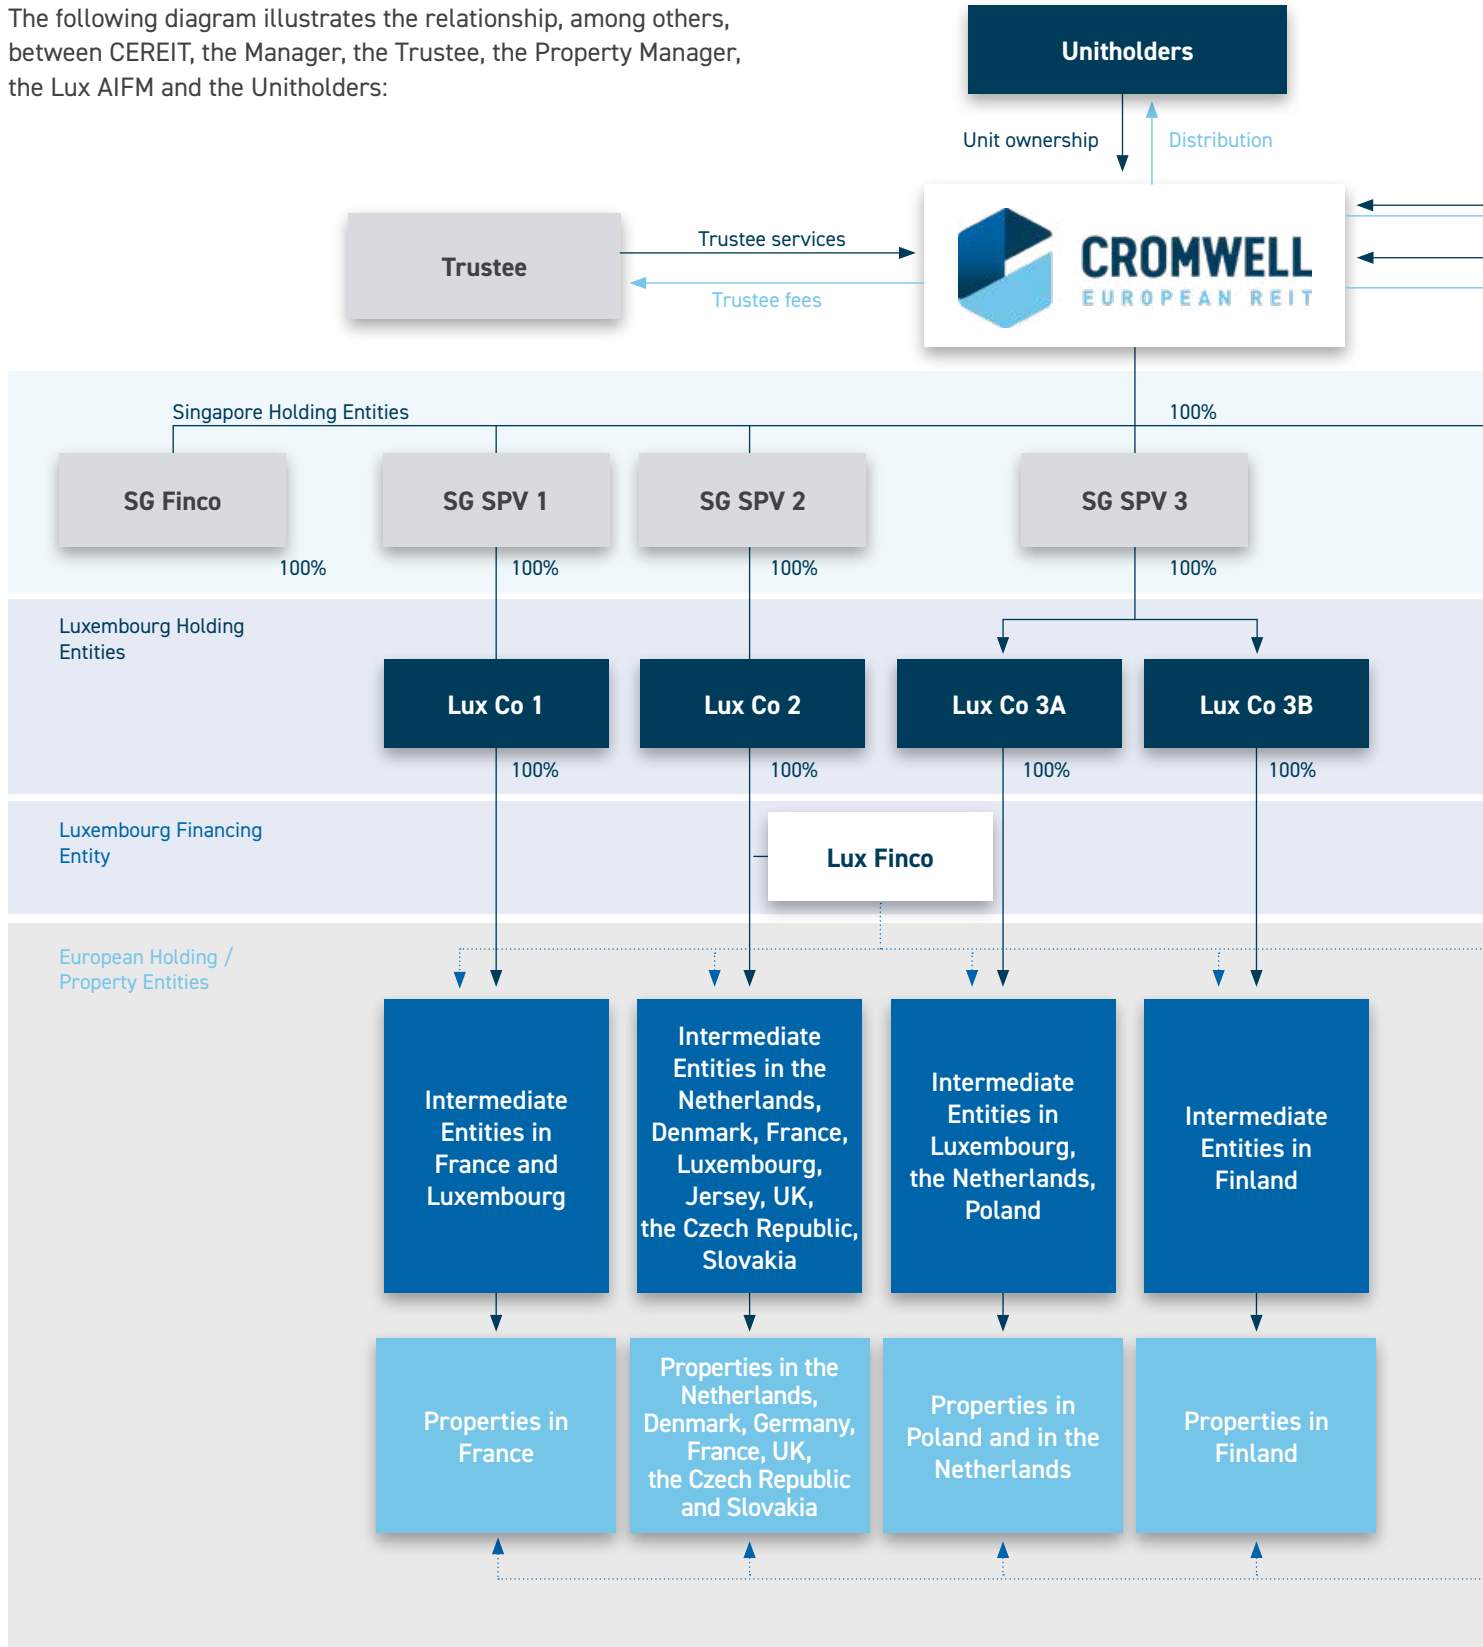 The following diagram illustrates the relationship, among others,
between CEREIT, the Manager, the Trustee, the Property Manager,
the Lux AIFM and the Unitholders:
Unitholders
Unit ownership
Distribution
Trustee
Trustee services
Trustee fees
CROMWELL
EUROPEAN REIT
Singapore Holding Entities
100%
SG Finco
SG SPV 1
SG SPV 2
SG SPV 3
100%
100%
100%
100%
Luxembourg Holding
Entities
Lux Co 1
Lux Co 2
Lux Co 3A
Lux Co 3B
100%
100%
100%
100%
Luxembourg Financing
Entity
Lux Finco
European Holding /
Property Entities
Intermediate
Entities in
France and
Luxembourg
Intermediate
Entities in the
Netherlands,
Denmark, France,
Luxembourg,
Jersey, UK,
the Czech Republic,
Slovakia
Intermediate
Entities in
Luxembourg,
the Netherlands,
Poland
Intermediate
Entities in
Finland
Properties in
France
Properties in the
Netherlands,
Denmark, Germany,
France, UK,
the Czech Republic
and Slovakia
Properties in
Poland and in the
Netherlands
Properties in
Finland